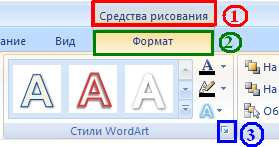 Средства рисования 1
ание Вид Формат 2
A A A A На
На
A Об
Стили WordArt 3